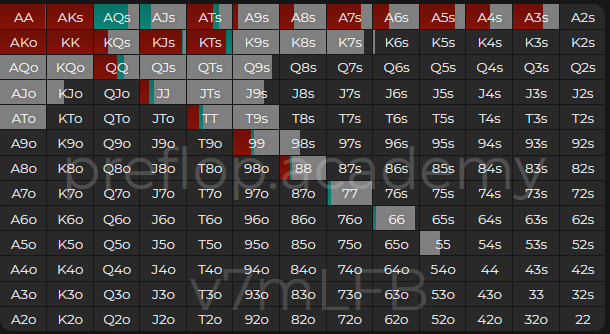 AA AKs AQs AJs ATs A9s A8s A7s A6s A5s A4s A3s A2s
AKo KK KQs KJs KTs K9s K8s K7s K6s K5s K4s K3s K2s
AQo KQo QQ QJs QTs Q9s Q8s Q7s Q6s Q5s Q4s Q3s Q2s
AJo KJo QJo JJ JTs J9s J8s J7s J6s J5s J4s J3s J2s
ATo KTo QTo JTo TT T9s T8s T7s T6s T5s T4s T3s T2s
A9o K9o Q9o J9o T9o 99 98s 97s 96s 95s 94s 93s 92s
A8o K8o Q8o J8o T8o 98o 88 87s 86s 85s 84s 83s 82s
preflop.academy
A7o K7o Q7o J7o T7o 97o 87o 77 76s 75s 74s 73s 72s
A6o K6o Q6o J6o T6o 96o 86o 76o 66 65s 64s 63s 62s
A5o K5o Q5o J5o T5o 95o 85o 75o 65o 55 54s 53s 52s
A4o K4o Q4o J4o T4o 94o 84o 74o 64o 54o 44 43s 42s
v7mLFB
A3o K3o Q3o J3o T3o 93o 83o 73o 63o 53o 43o 33 32s
A2o K2o Q2o J2o T2o 92o 82o 72o 62o 52o 42o 32o 22